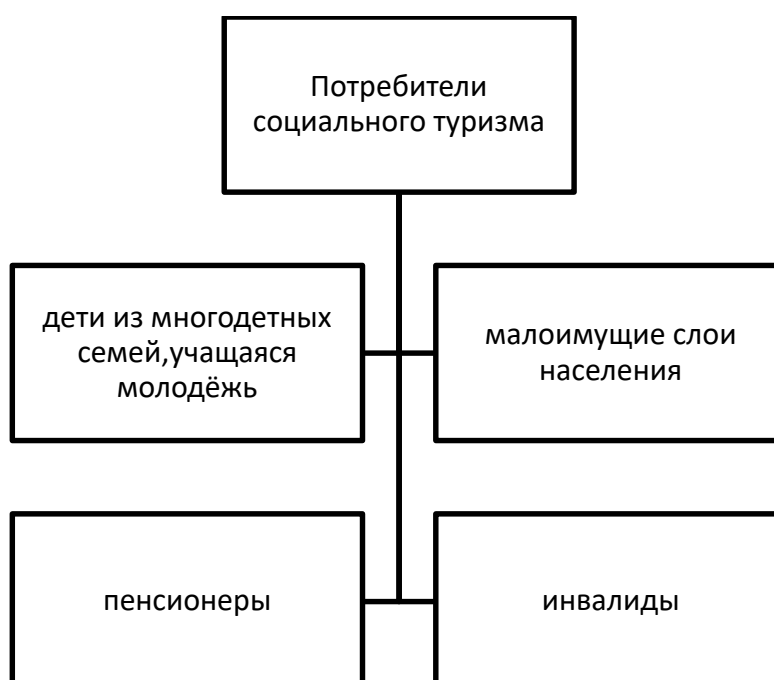 Потребители
социального туризма
дети из многодетных
семей,учащаяся
молодёжь
малоимущие слои
населения
пенсионеры
инвалиды